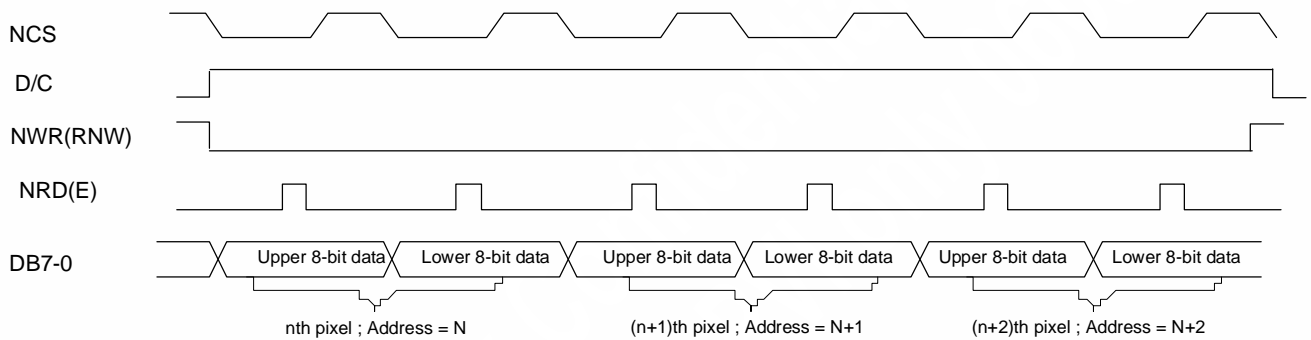 NCS
D/C
NWR(RNW)
NRD(E)
DB7-0
Upper 8-bit data Lower 8-bit data Upper 8-bit data Lower 8-bit data Upper 8-bit data Lower 8-bit data
nth pixel ; Address = N (n+1)th pixel ; Address = N+1 (n+2)th pixel ; Address = N+2